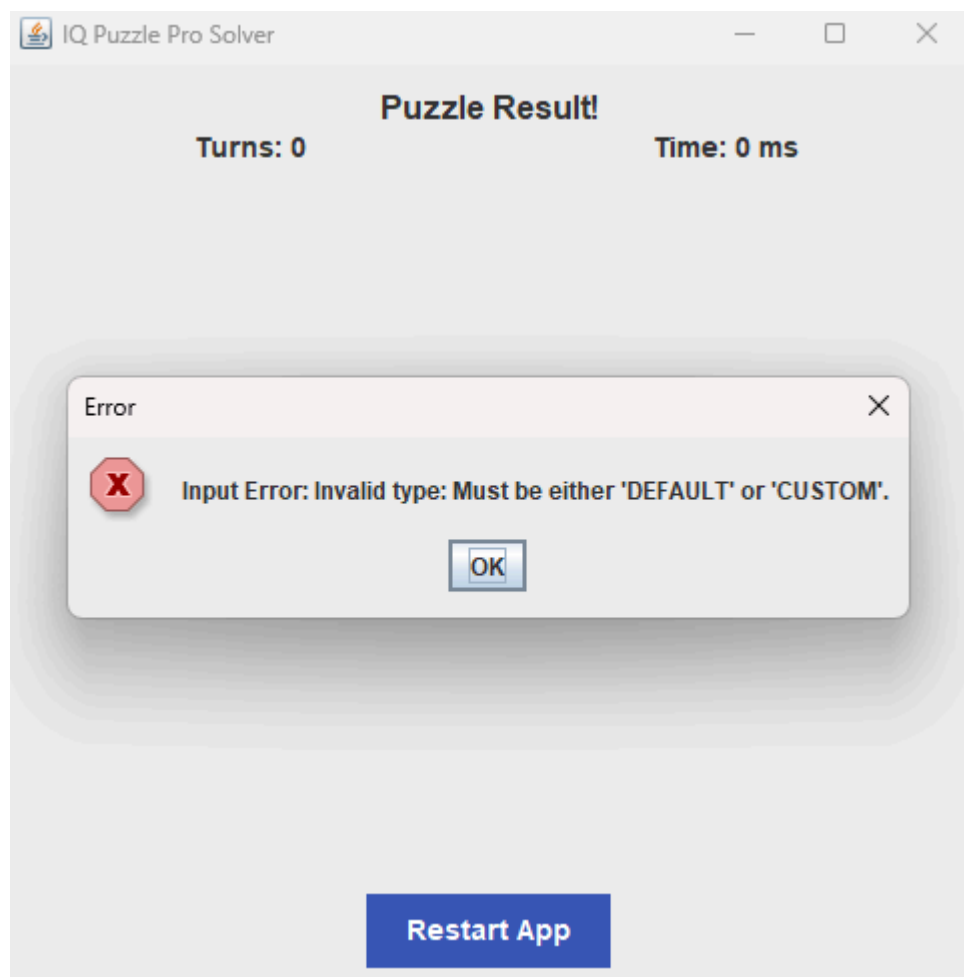 IQ Puzzle Pro Solver
Puzzle Result!
Turns: 0 Time: 0 ms
Error
Input Error: Invalid type: Must be either 'DEFAULT' or 'CUSTOM'.
OK
Restart App